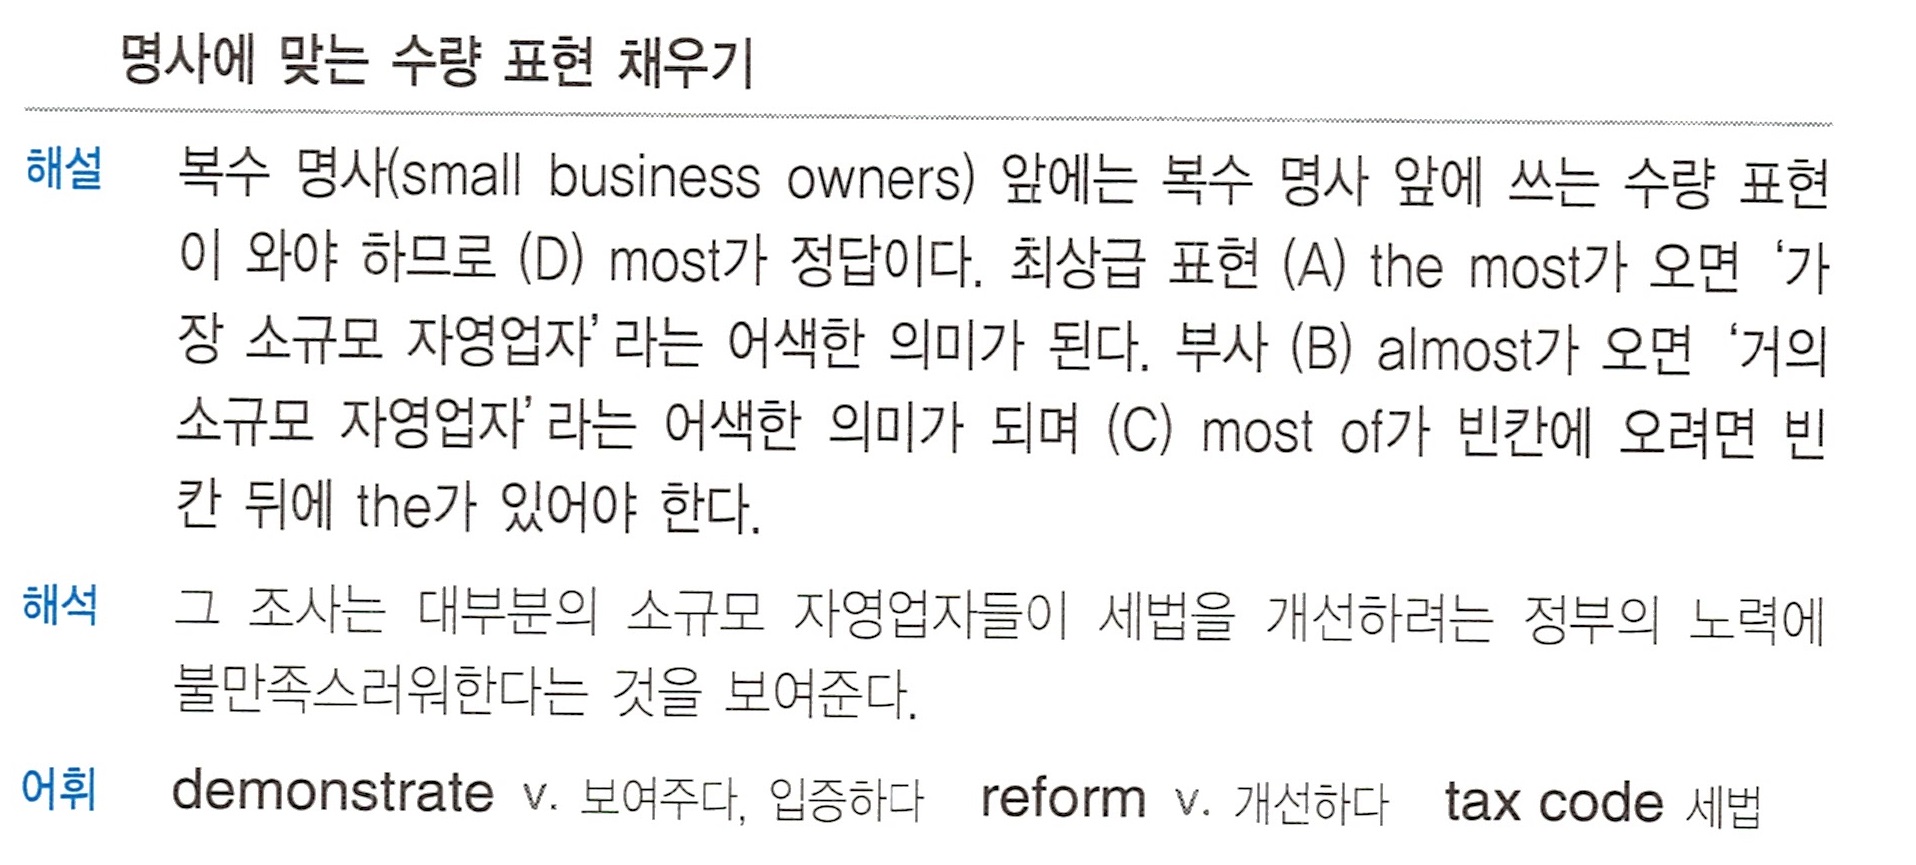 명사에 맞는 수량 표현 채우기
해설 복수 명사(small business owners) 앞에는 복수 명사 앞에 쓰는 수량 표현
이 와야 하므로 (D) most가 정답이다. 최상급 표현 (A) the most가 오면 ‘가
장 소규모 자영업자’라는 어색한 의미가 된다. 부사 (B) almost가 오면 ‘거의
소규모 자영업자’라는 어색한 의미가 되며 (C) most of가 빈칸에 오려면 빈
칸 뒤에 the가 있어야 한다.
해석 그 조사는 대부분의 소규모 자영업자들이 세법을 개선하려는 정부의 노력에
불만족스러워한다는 것을 보여준다.
어휘 demonstrate v. 보여주다, 입증하다 reform v. 개선하다 tax code 세법